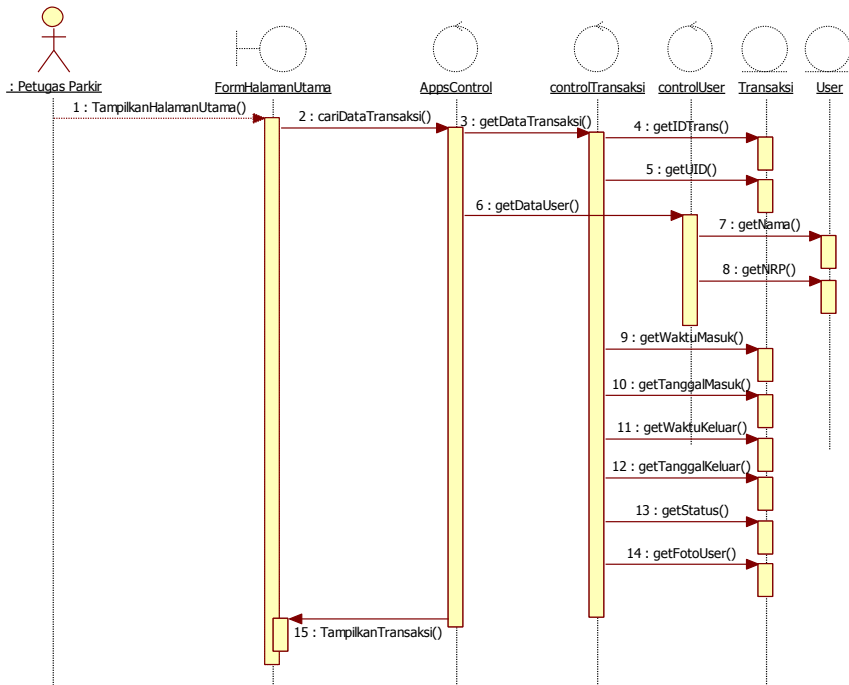 : Petugas Parkir
FormHalamanUtama
AppsControl
controlTransaksi
controlUser
Transaksi
User
1 : TampilkanHalamanUtama()
2 : cariDataTransaksi()
3 : getDataTransaksi()
4 : getIDTrans()
5 : getUID()
6 : getDataUser()
7 : getNama()
8 : getNRP()
9 : getWaktuMasuk()
10 : getTanggalMasuk()
11 : getWaktuKeluar()
12 : getTanggalKeluar()
13 : getStatus()
14 : getFotoUser()
15 : TampilkanTransaksi()